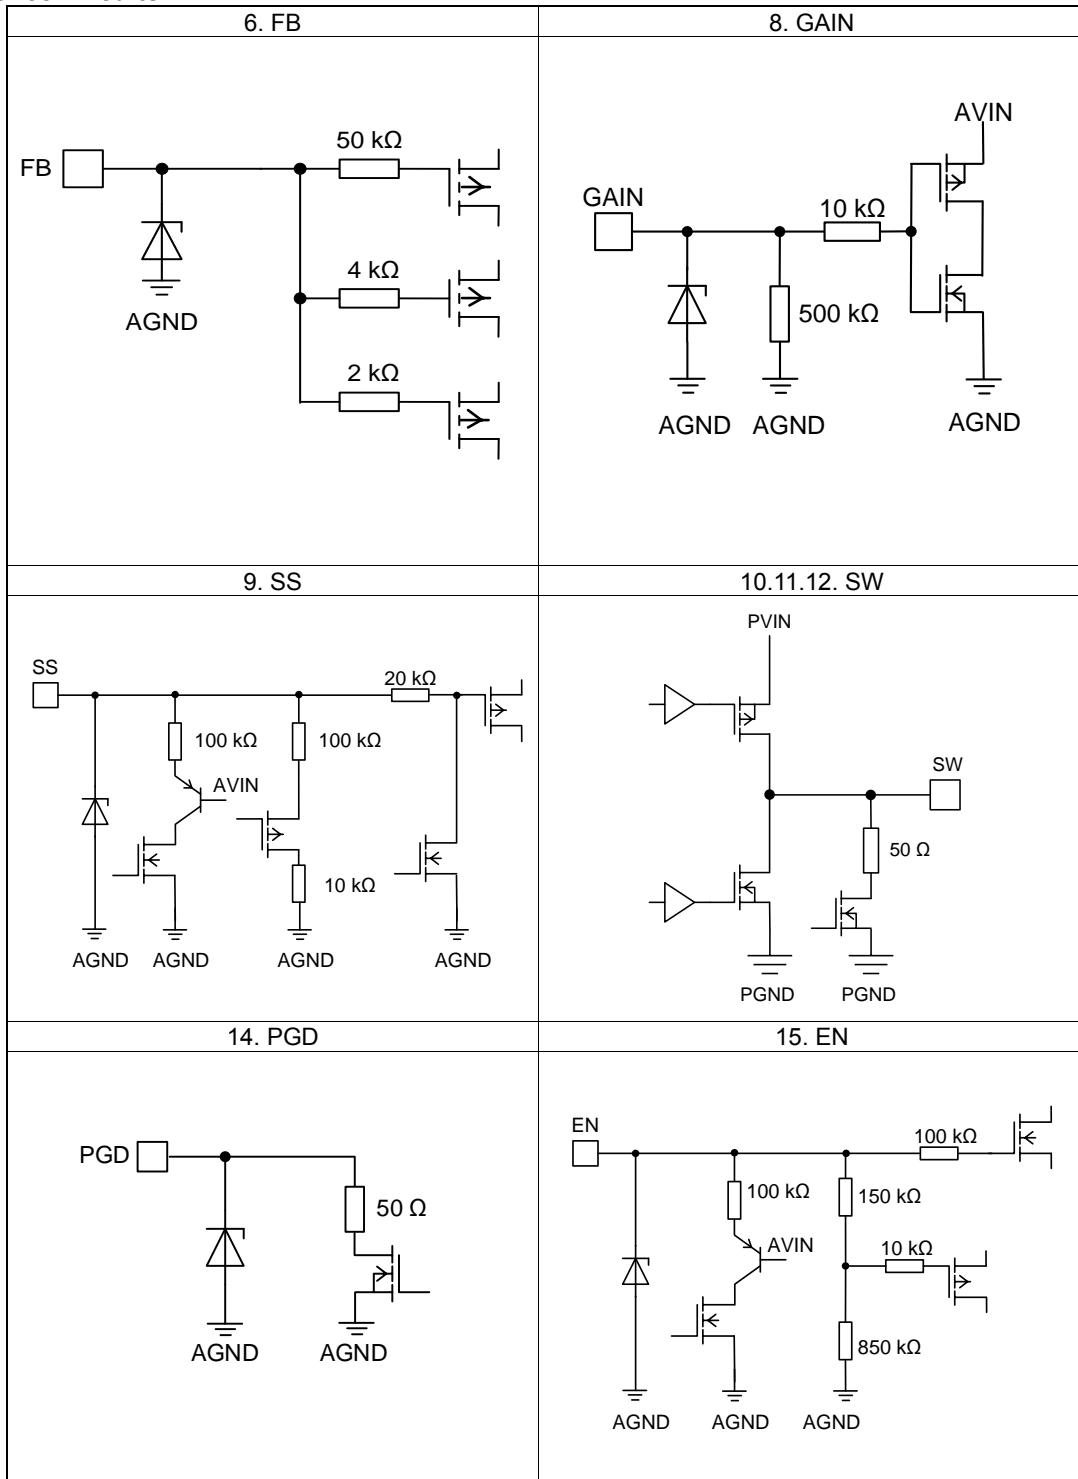 6. FB
8. GAIN
FB
50 kΩ
4 kΩ
2 kΩ
AGND
AVIN
GAIN
10 kΩ
500 kΩ
AGND AGND AGND
9. SS
10.11.12. SW
SS
20 kΩ
100 kΩ
100 kΩ
AVIN
10 kΩ
AGND AGND AGND AGND
PVIN
SW
50 Ω
PGND PGND
14. PGD
15. EN
PGD
50 Ω
AGND AGND
EN
100 kΩ
100 kΩ
150 kΩ
AVIN
10 kΩ
850 kΩ
AGND AGND AGND